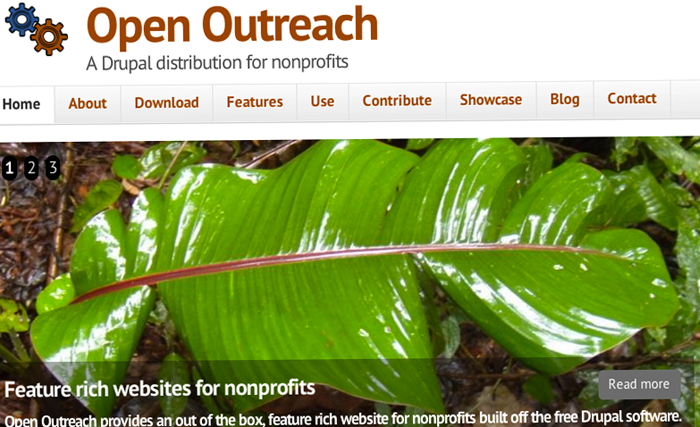 Open Outreach
A Drupal distribution for nonprofits
Home About Download Features Use Contribute Showcase Blog Contact
1 2 3
Feature rich websites for nonprofits
Read more
Open Outreach provides an out of the box, feature rich website for nonprofits built off the free Drupal software.